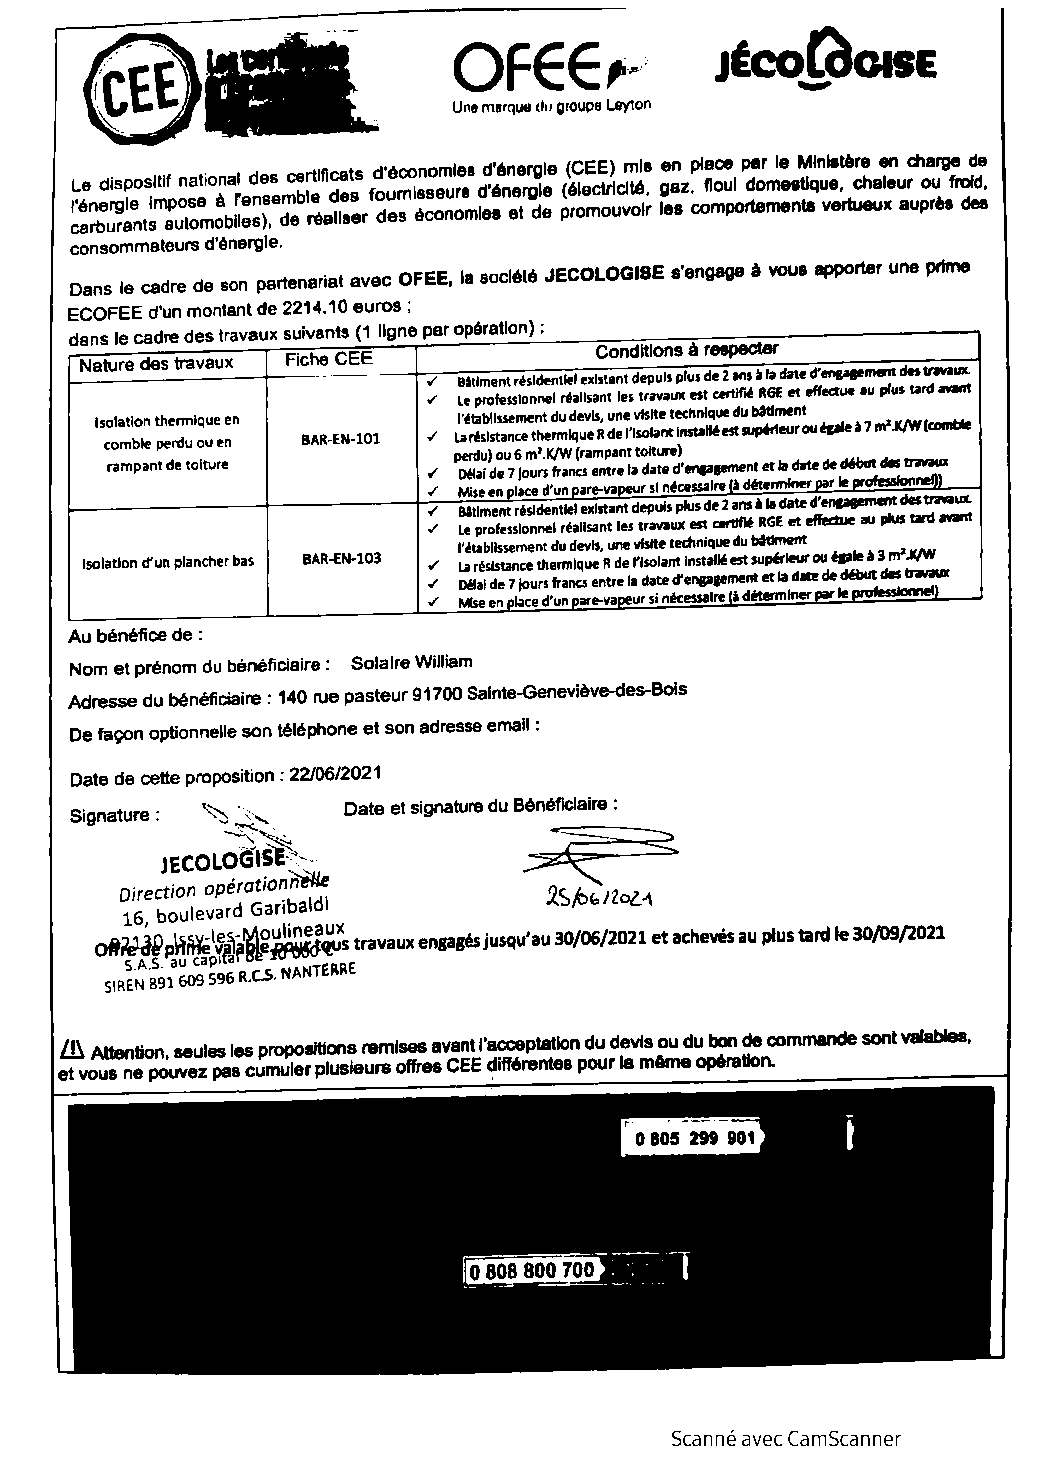 CEE
OFEE
Une marque du groupe Leyton
JÉCOLOGISE
Le dispositif national des certificats d'économies d'énergie (CEE) mis en place par le Ministère en charge de
l'énergie impose à l'ensemble des fournisseurs d'énergie (électricité, gaz, fioul domestique, chaleur ou froid,
carburants automobiles), de réaliser des économies et de promouvoir les comportements vertueux auprès des
consommateurs d'énergie.
Dans le cadre de son partenariat avec OFEE, la société JECOLOGISE s'engage à vous apporter une prime
ECOFEE d'un montant de 2214.10 euros ;
dans le cadre des travaux suivants (1 ligne par opération) :
Nature des travaux Fiche CEE Conditions à respecter
Isolation thermique en
comble perdu ou en
rampant de toiture
BAR-EN-101
✓ Bâtiment résidentiel existant depuis plus de 2 ans à la date d'engagement des travaux.
✓ Le professionnel réalisant les travaux est certifié RGE et effectue au plus tard avant
l'établissement du devis, une visite technique du bâtiment
✓ La résistance thermique R de l'isolant installé est supérieur ou égale à 7 m².K/W (comble
perdu) ou 6 m².K/W (rampant toiture)
✓ Délai de 7 jours francs entre la date d'engagement et la date de début des travaux
✓ Mise en place d'un pare-vapeur si nécessaire (à déterminer par le professionnel))
Isolation d'un plancher bas
BAR-EN-103
✓ Bâtiment résidentiel existant depuis plus de 2 ans à la date d'engagement des travaux.
✓ Le professionnel réalisant les travaux est certifié RGE et effectue au plus tard avant
l'établissement du devis, une visite technique du bâtiment
✓ La résistance thermique R de l'isolant installé est supérieur ou égale à 3 m².K/W
✓ Délai de 7 jours francs entre la date d'engagement et la date de début des travaux
✓ Mise en place d'un pare-vapeur si nécessaire (à déterminer par le professionnel)
Au bénéfice de :
Nom et prénom du bénéficiaire : Solaire William
Adresse du bénéficiaire : 140 rue pasteur 91700 Sainte-Geneviève-des-Bois
De façon optionnelle son téléphone et son adresse email :
Date de cette proposition : 22/06/2021
Signature :
Date et signature du Bénéficiaire :
JECOLOGISE
Direction opérationnelle
16, boulevard Garibaldi
92130 Issy-les-Moulineaux
25/06/2021
Offre de prime valable pour tous travaux engagés jusqu'au 30/06/2021 et achevés au plus tard le 30/09/2021
S.A.S. au capital de 10 000 €
SIREN 891 609 596 R.C.S. NANTERRE
⚠ Attention, seules les propositions remises avant l'acceptation du devis ou du bon de commande sont valables,
et vous ne pouvez pas cumuler plusieurs offres CEE différentes pour la même opération.
0 805 299 901
0 808 800 700
Scanné avec CamScanner